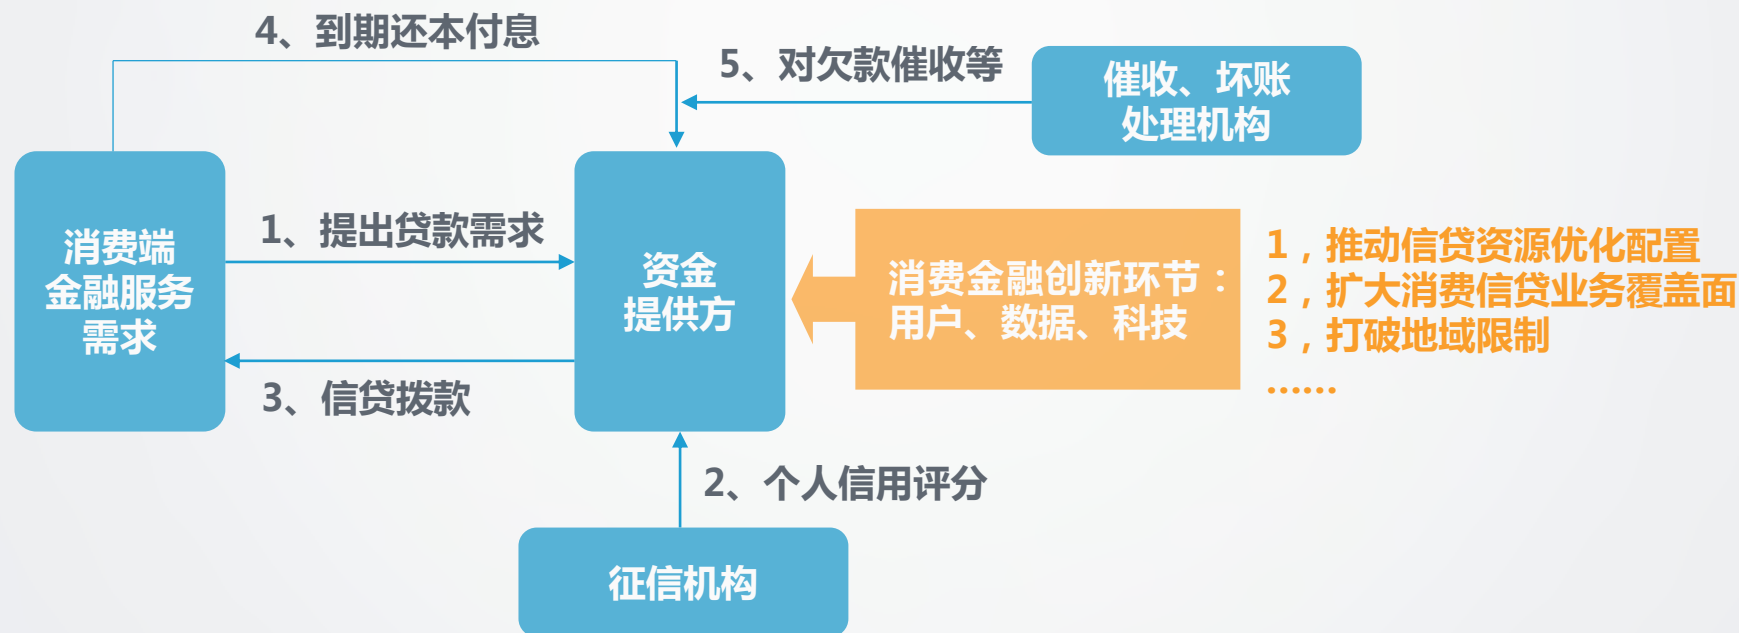 4、到期还本付息
5、对欠款催收等
催收、坏账
处理机构
消费端
金融服务
需求
1、提出贷款需求
3、信贷拨款
资金
提供方
消费金融创新环节：
用户、数据、科技
1，推动信贷资源优化配置
2，扩大消费信贷业务覆盖面
3，打破地域限制
……
2、个人信用评分
征信机构